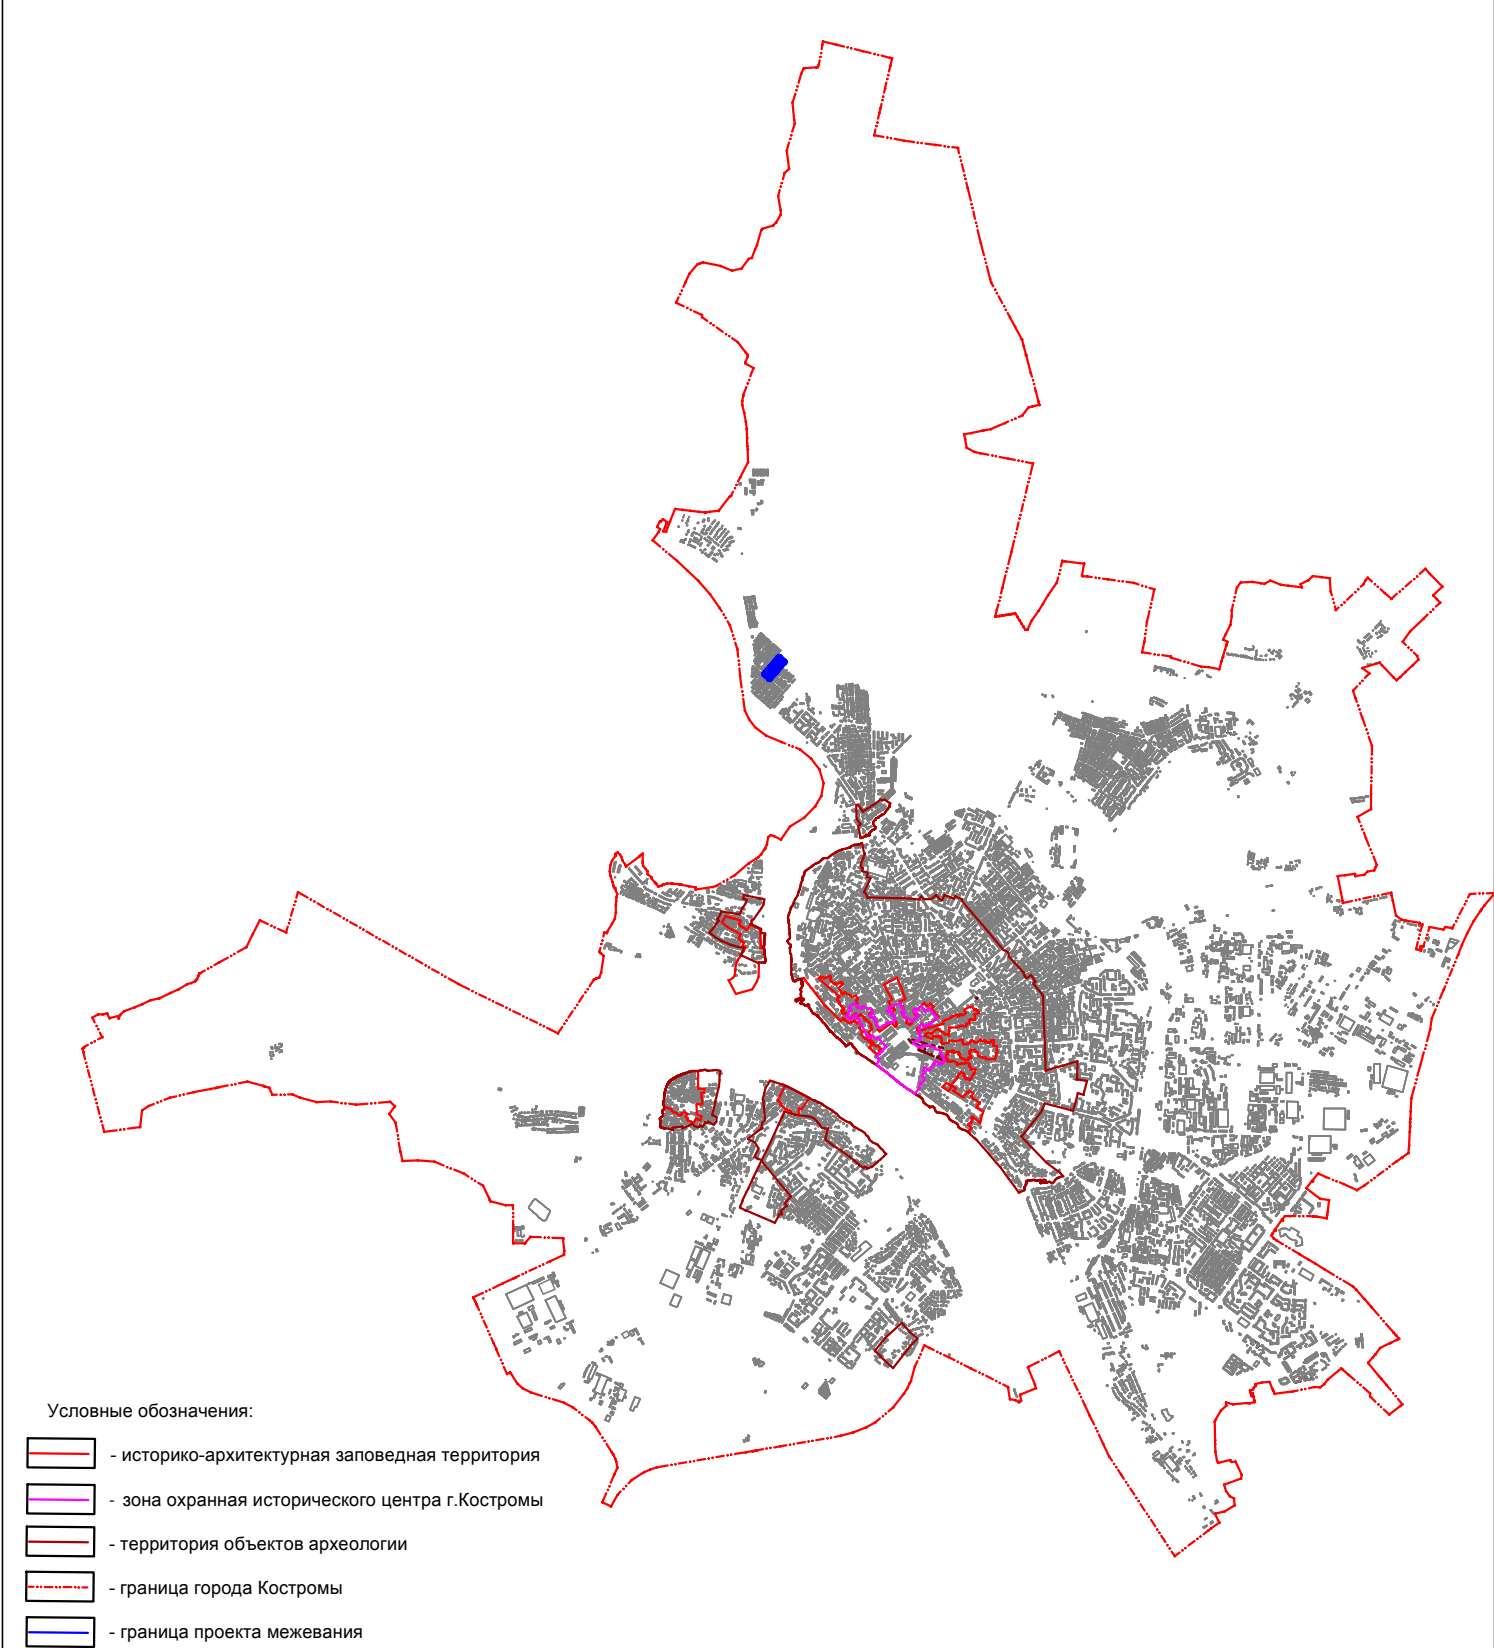 Условные обозначения:
- историко-архитектурная заповедная территория
- зона охранная исторического центра г.Костромы
- территория объектов археологии
- граница города Костромы
- граница проекта межевания